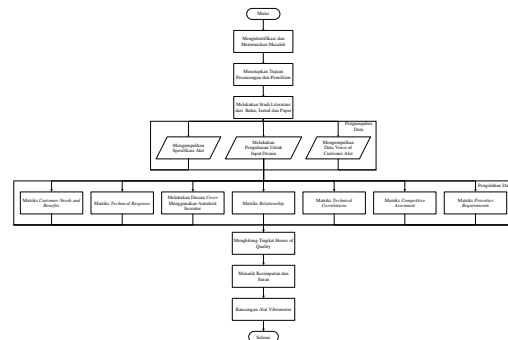 Mulai
Mengidentifikasi dan
Merumuskan Masalah
Menetapkan Tujuan
Perancangan dan Penelitian
Melakukan Studi Literature
dari Buku, Jurnal dan Paper
Pengumpulan
Data
Mengumpulkan
Spesifikasi Alat
Melakukan
Pengukuran Untuk
Input Desain
Mengumpulkan
Data Voice of
Customer Alat
Pengolahan Da
Matriks Customer Needs and
Benefits
Matriks Technical Response
Melakukan Desain Cover
Menggunakan Autodesk
Inventor
Matriks Relationship
Matriks Technical
Correlations
Matriks Competitive
Assesment
Matriks Priorities
Requirements
Menghitung Tingkat House of
Quality
Menarik Kesimpulan dan
Saran
Rancangan Alat Vibrometer
Selesai